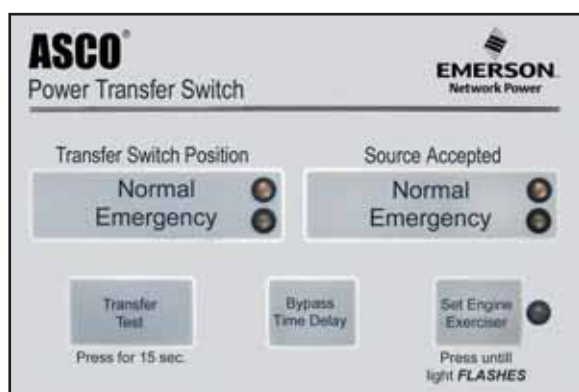 ASCO®
Power Transfer Switch
EMERSON
Network Power
Transfer Switch Position
Normal
Emergency
Source Accepted
Normal
Emergency
Transfer
Test
Press for 15 sec.
Bypass
Time Delay
Set Engine
Exerciser
Press untill
light FLASHES